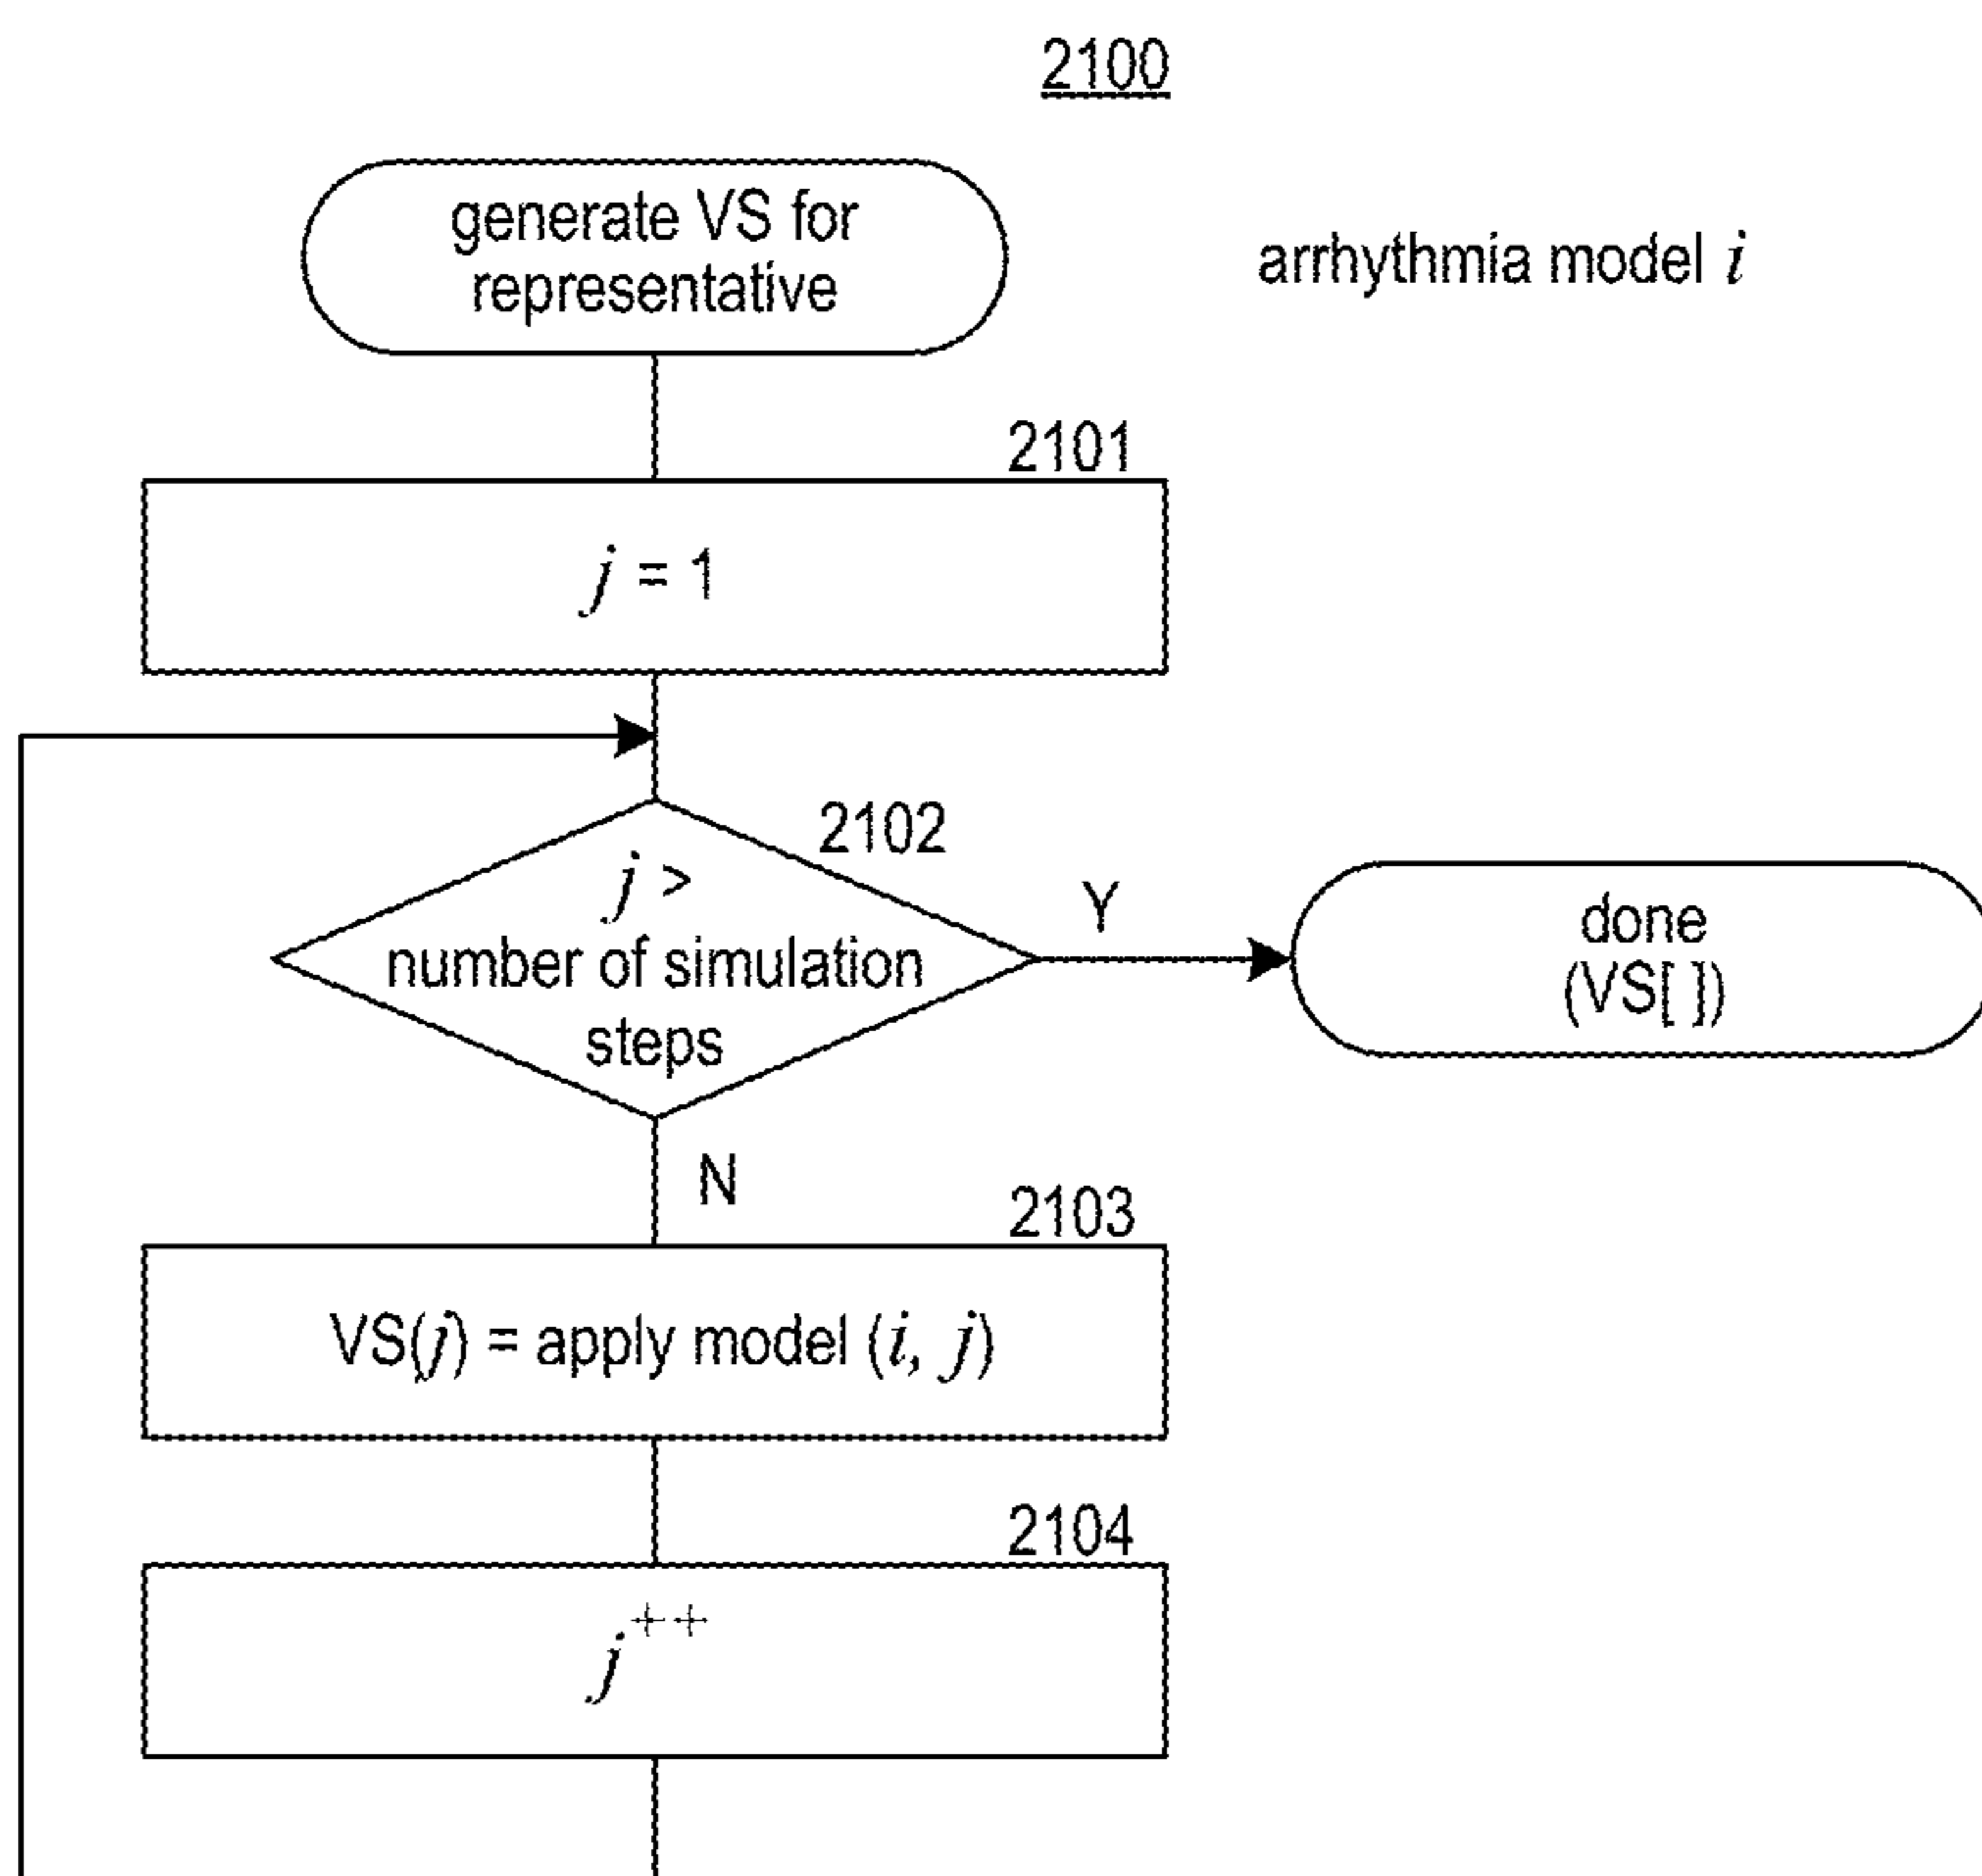 2100
generate VS for
representative
arrhythmia model i
2101
j = 1
2102
j >
number of simulation
steps
Y
done
(VS[ ])
N
2103
VS(j) = apply model (i, j)
2104
j++